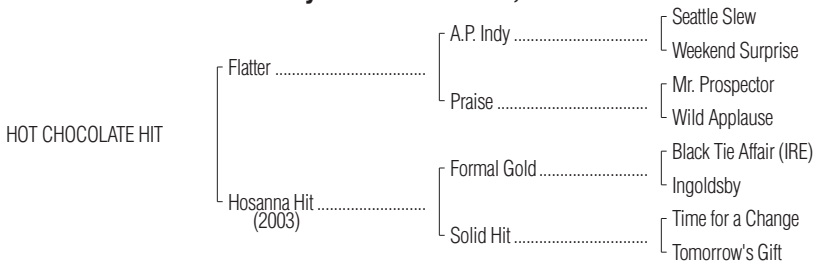 Seattle Slew
A.P. Indy
Weekend Surprise
Flatter
Mr. Prospector
Praise
Wild Applause
HOT CHOCOLATE HIT
Black Tie Affair (IRE)
Formal Gold
Ingoldsby
Hosanna Hit
(2003)
Time for a Change
Solid Hit
Tomorrow's Gift